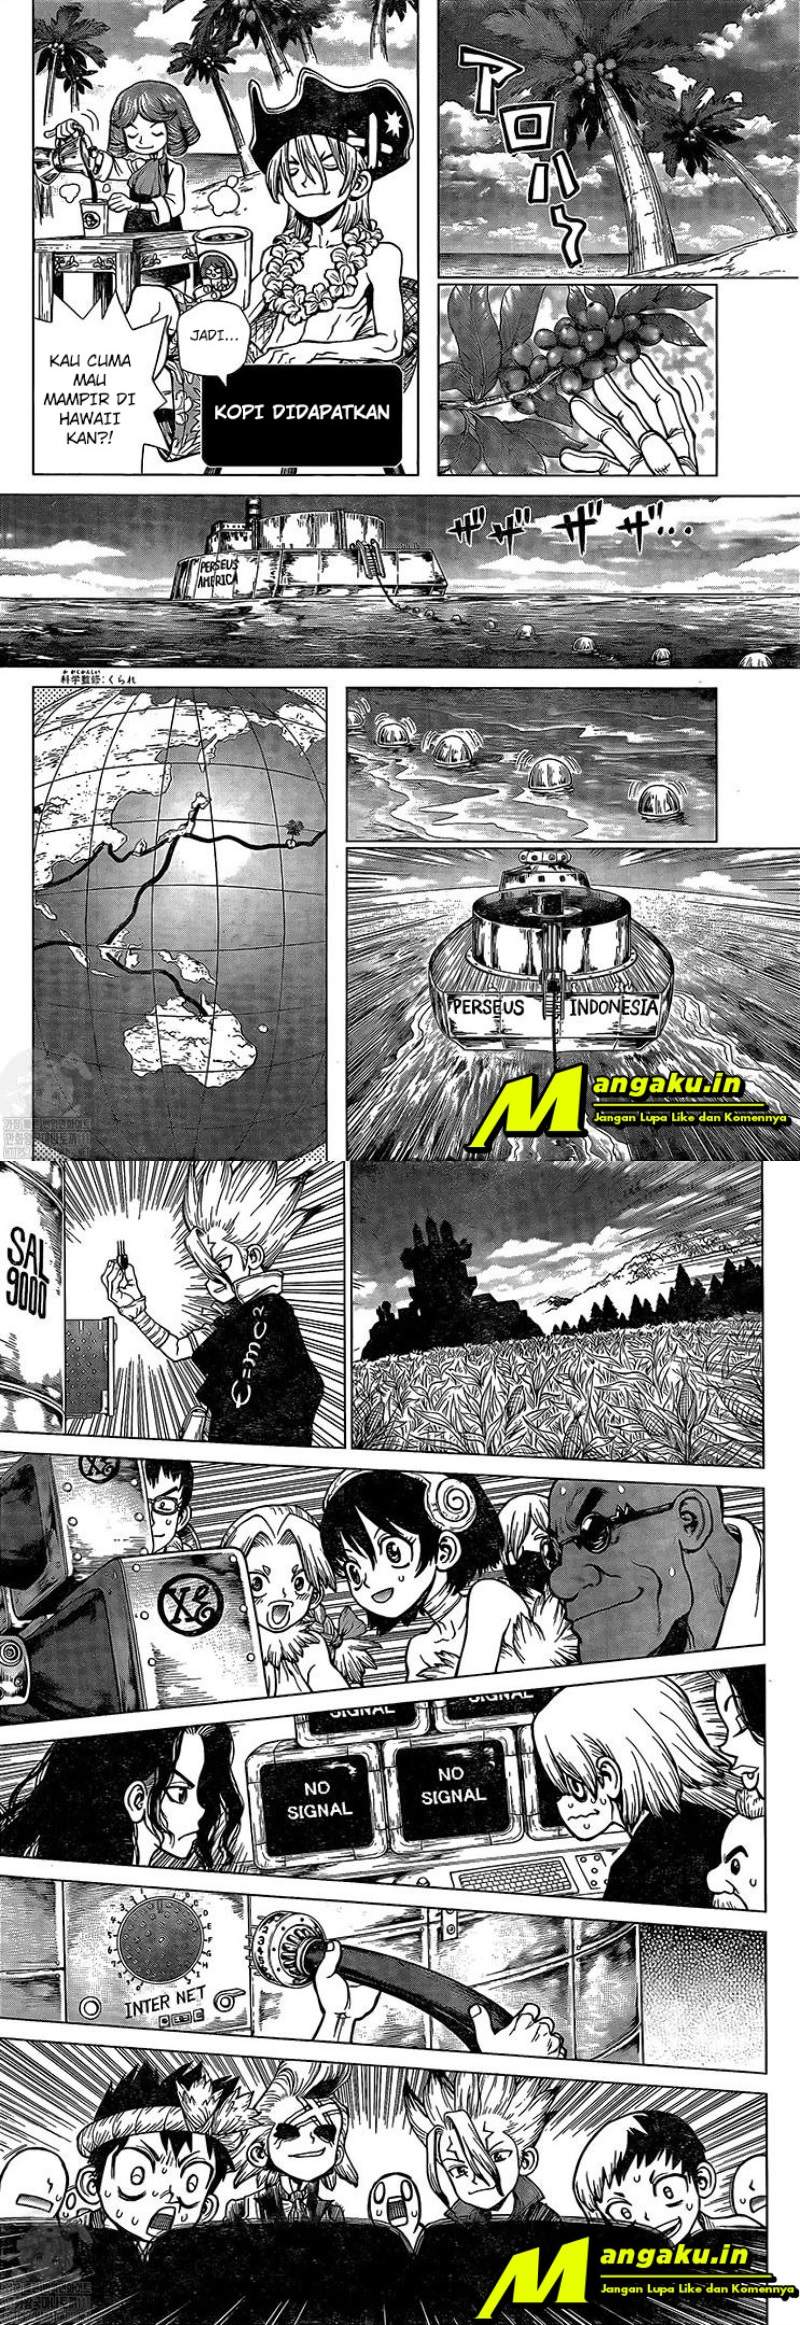 アロハ～
JADI...
KOPI DIDAPATKAN
KAU CUMA
MAU
MAMPIR DI
HAWAII
KAN?!
ザザザザ...
PERSEUS
AMERICA
科学監修:くられ
PERSEUS INDONESIA
Mangaku.in
Jangan Lupa Like dan Komennya
SAL
9000
E=mc²
NO
SIGNAL
NO
SIGNAL
SIGNAL
SIGNAL
INTER NET
Mangaku.in
Jangan Lupa Like dan Komennya